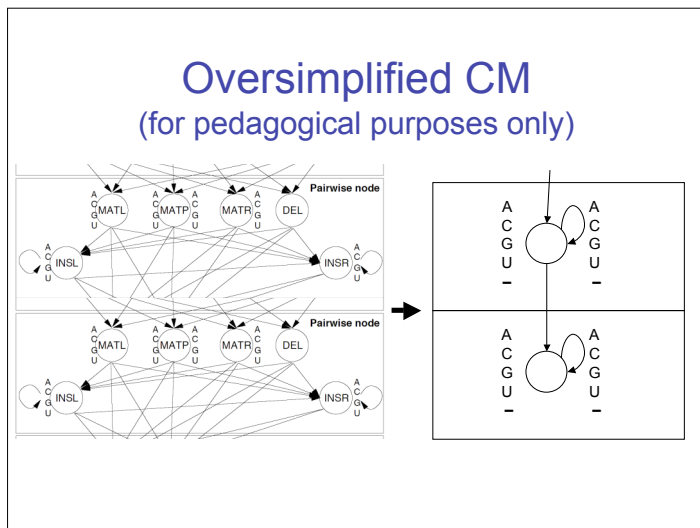 Oversimplified CM
(for pedagogical purposes only)
Pairwise node
A
C
G
U
MATL
A
C
G
U
MATP
A
C
G
U
MATR
A
C
G
U
DEL
A
C
G
U
INSL
INSR
A
C
G
U
Pairwise node
A
C
G
U
MATL
A
C
G
U
MATP
A
C
G
U
MATR
A
C
G
U
DEL
A
C
G
U
INSL
INSR
A
C
G
U
A
C
G
U
–
A
C
G
U
–
A
C
G
U
–
A
C
G
U
–